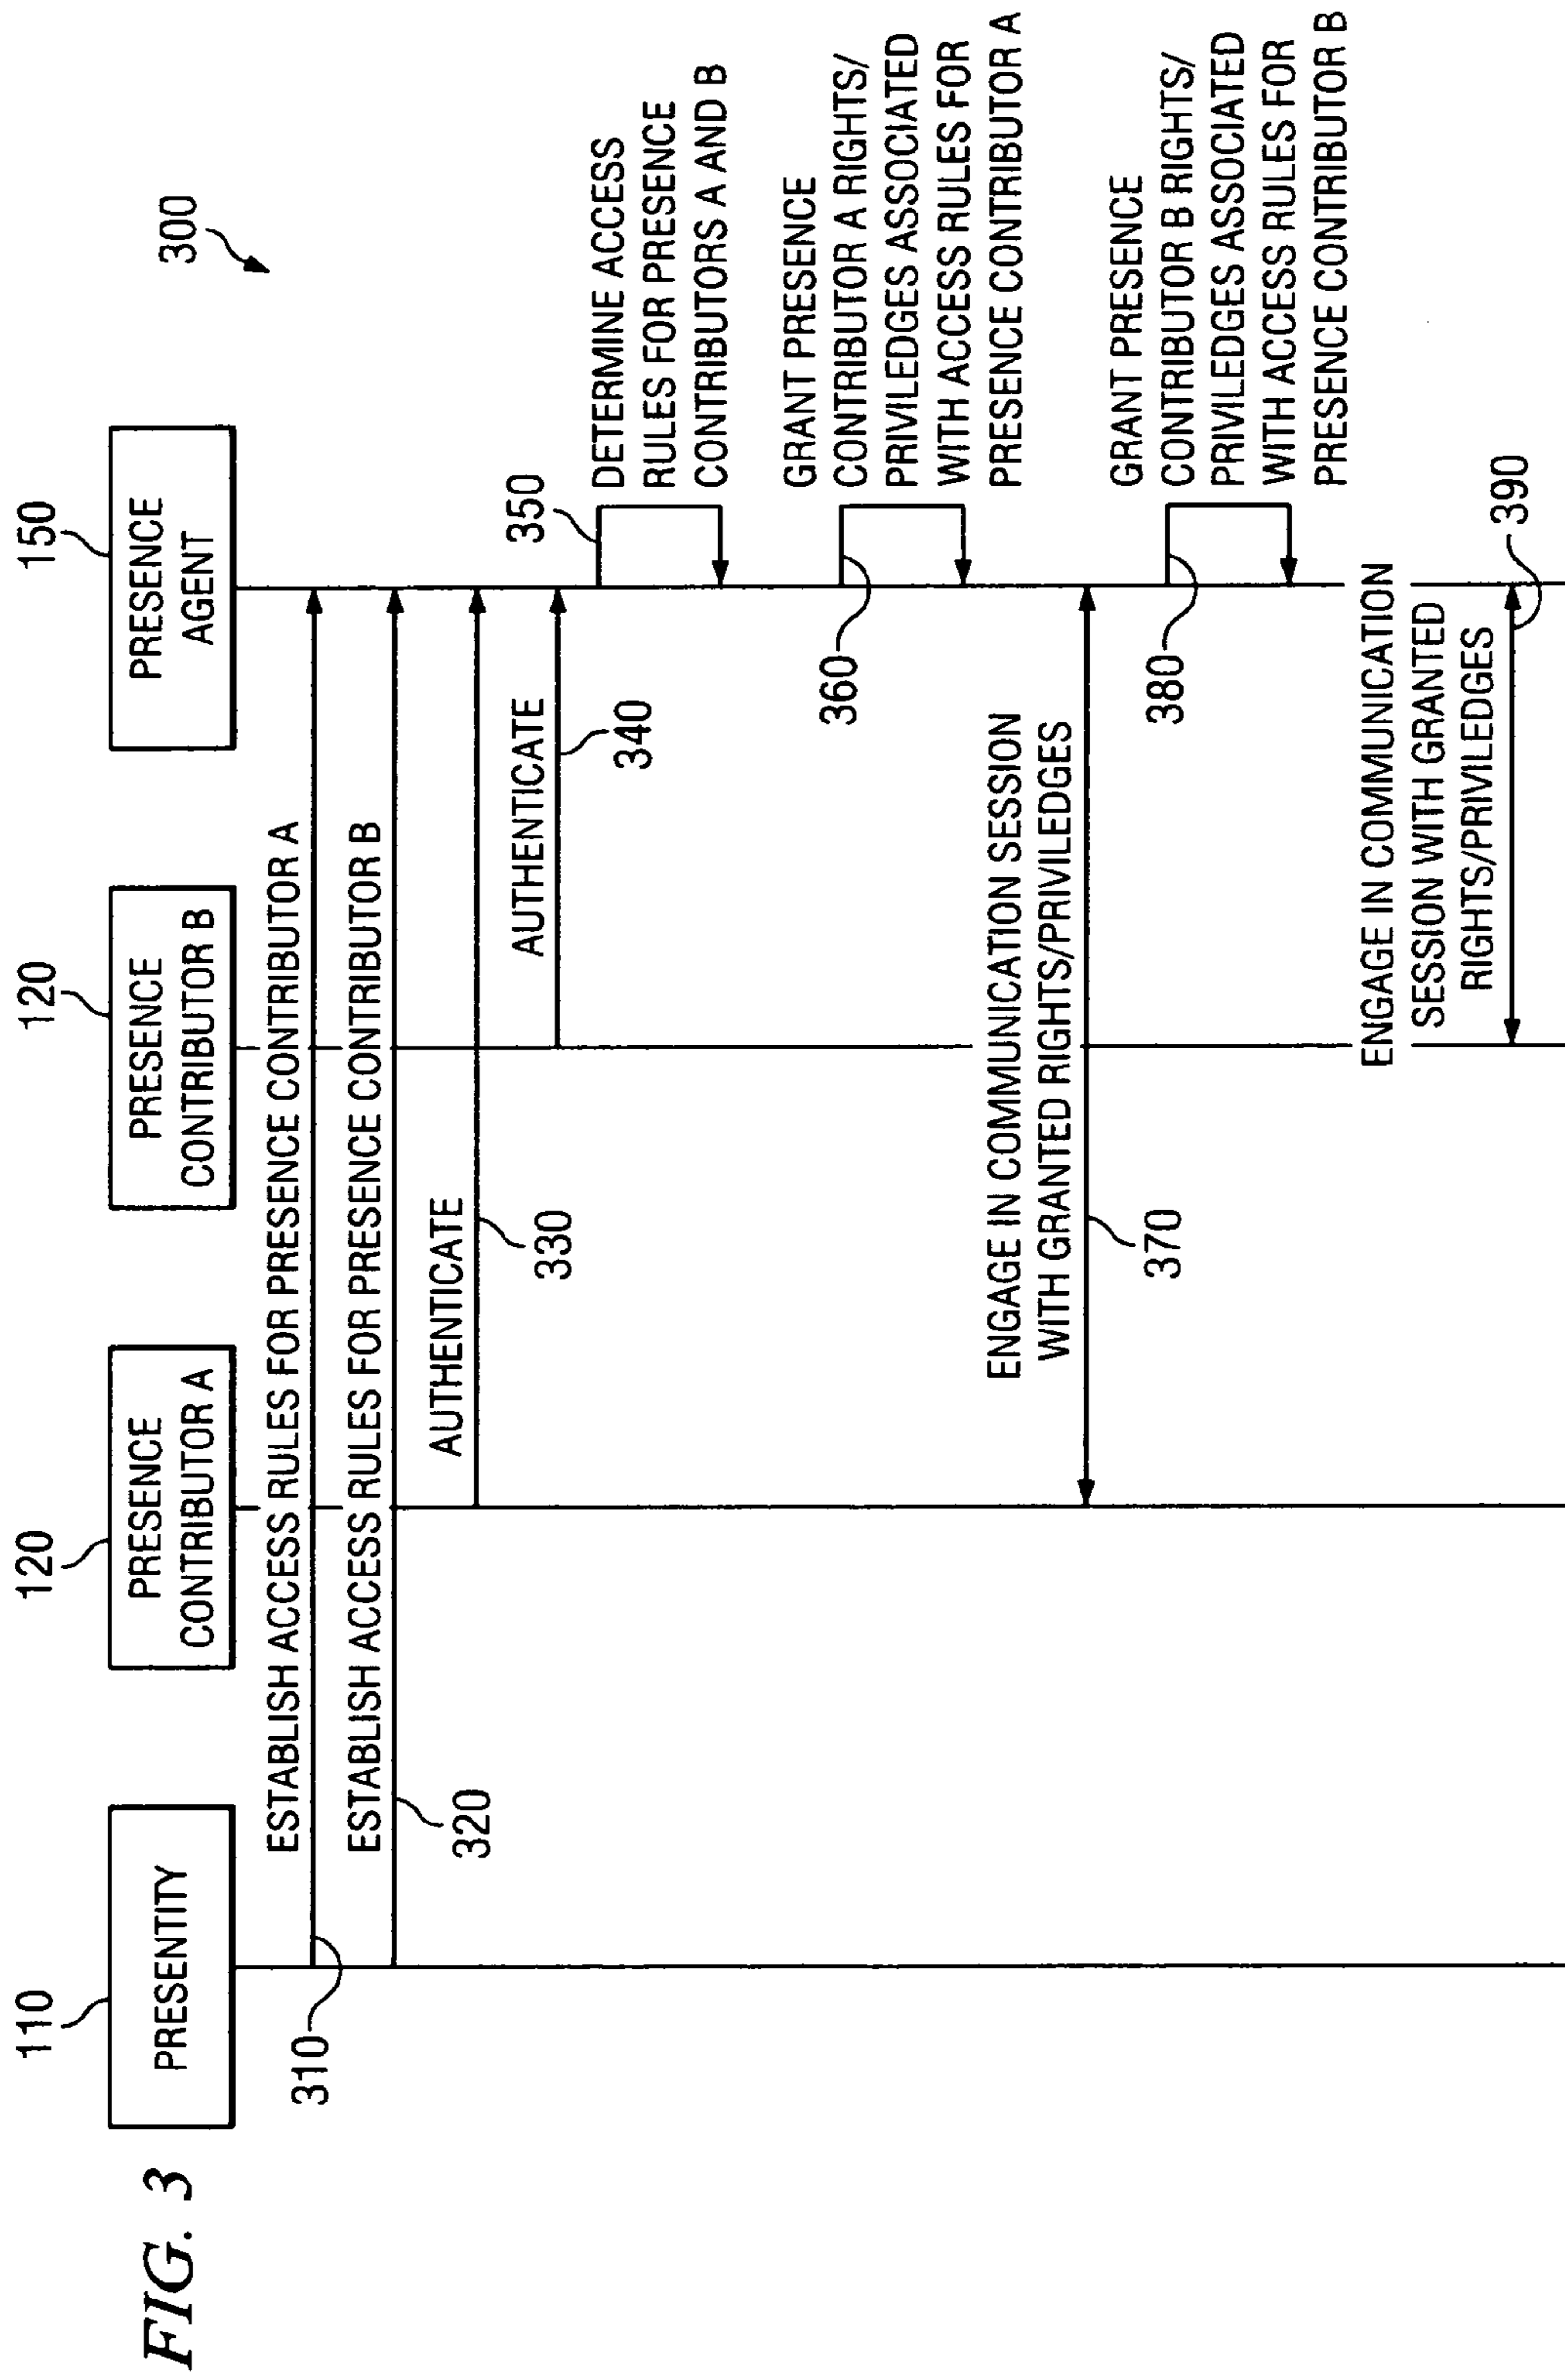 FIG. 3
300
110
120
120
150
PRESENTITY
PRESENCE
CONTRIBUTOR A
PRESENCE
CONTRIBUTOR B
PRESENCE
AGENT
ESTABLISH ACCESS RULES FOR PRESENCE CONTRIBUTOR A
310
ESTABLISH ACCESS RULES FOR PRESENCE CONTRIBUTOR B
320
AUTHENTICATE
330
AUTHENTICATE
340
350
DETERMINE ACCESS
RULES FOR PRESENCE
CONTRIBUTORS A AND B
360
GRANT PRESENCE
CONTRIBUTOR A RIGHTS/
PRIVILEDGES ASSOCIATED
WITH ACCESS RULES FOR
PRESENCE CONTRIBUTOR A
ENGAGE IN COMMUNICATION SESSION
WITH GRANTED RIGHTS/PRIVILEDGES
370
380
GRANT PRESENCE
CONTRIBUTOR B RIGHTS/
PRIVILEDGES ASSOCIATED
WITH ACCESS RULES FOR
PRESENCE CONTRIBUTOR B
ENGAGE IN COMMUNICATION
SESSION WITH GRANTED
RIGHTS/PRIVILEDGES
390